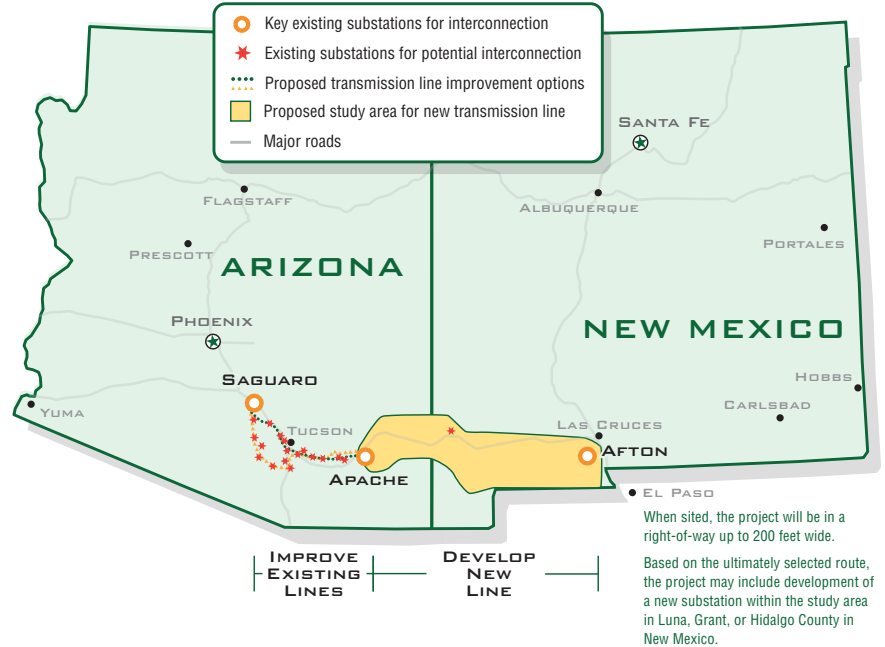 Key existing substations for interconnection
Existing substations for potential interconnection
Proposed transmission line improvement options
Proposed study area for new transmission line
Major roads
Santa Fe
Flagstaff
Albuquerque
Prescott
Portales
ARIZONA
Phoenix
NEW MEXICO
Saguaro
Hobbs
Yuma
Carlsbad
Tucson
Las Cruces
Afton
Apache
El Paso
When sited, the project will be in a
right-of-way up to 200 feet wide.
Improve
Existing
Lines
Develop
New
Line
Based on the ultimately selected route,
the project may include development of
a new substation within the study area
in Luna, Grant, or Hidalgo County in
New Mexico.